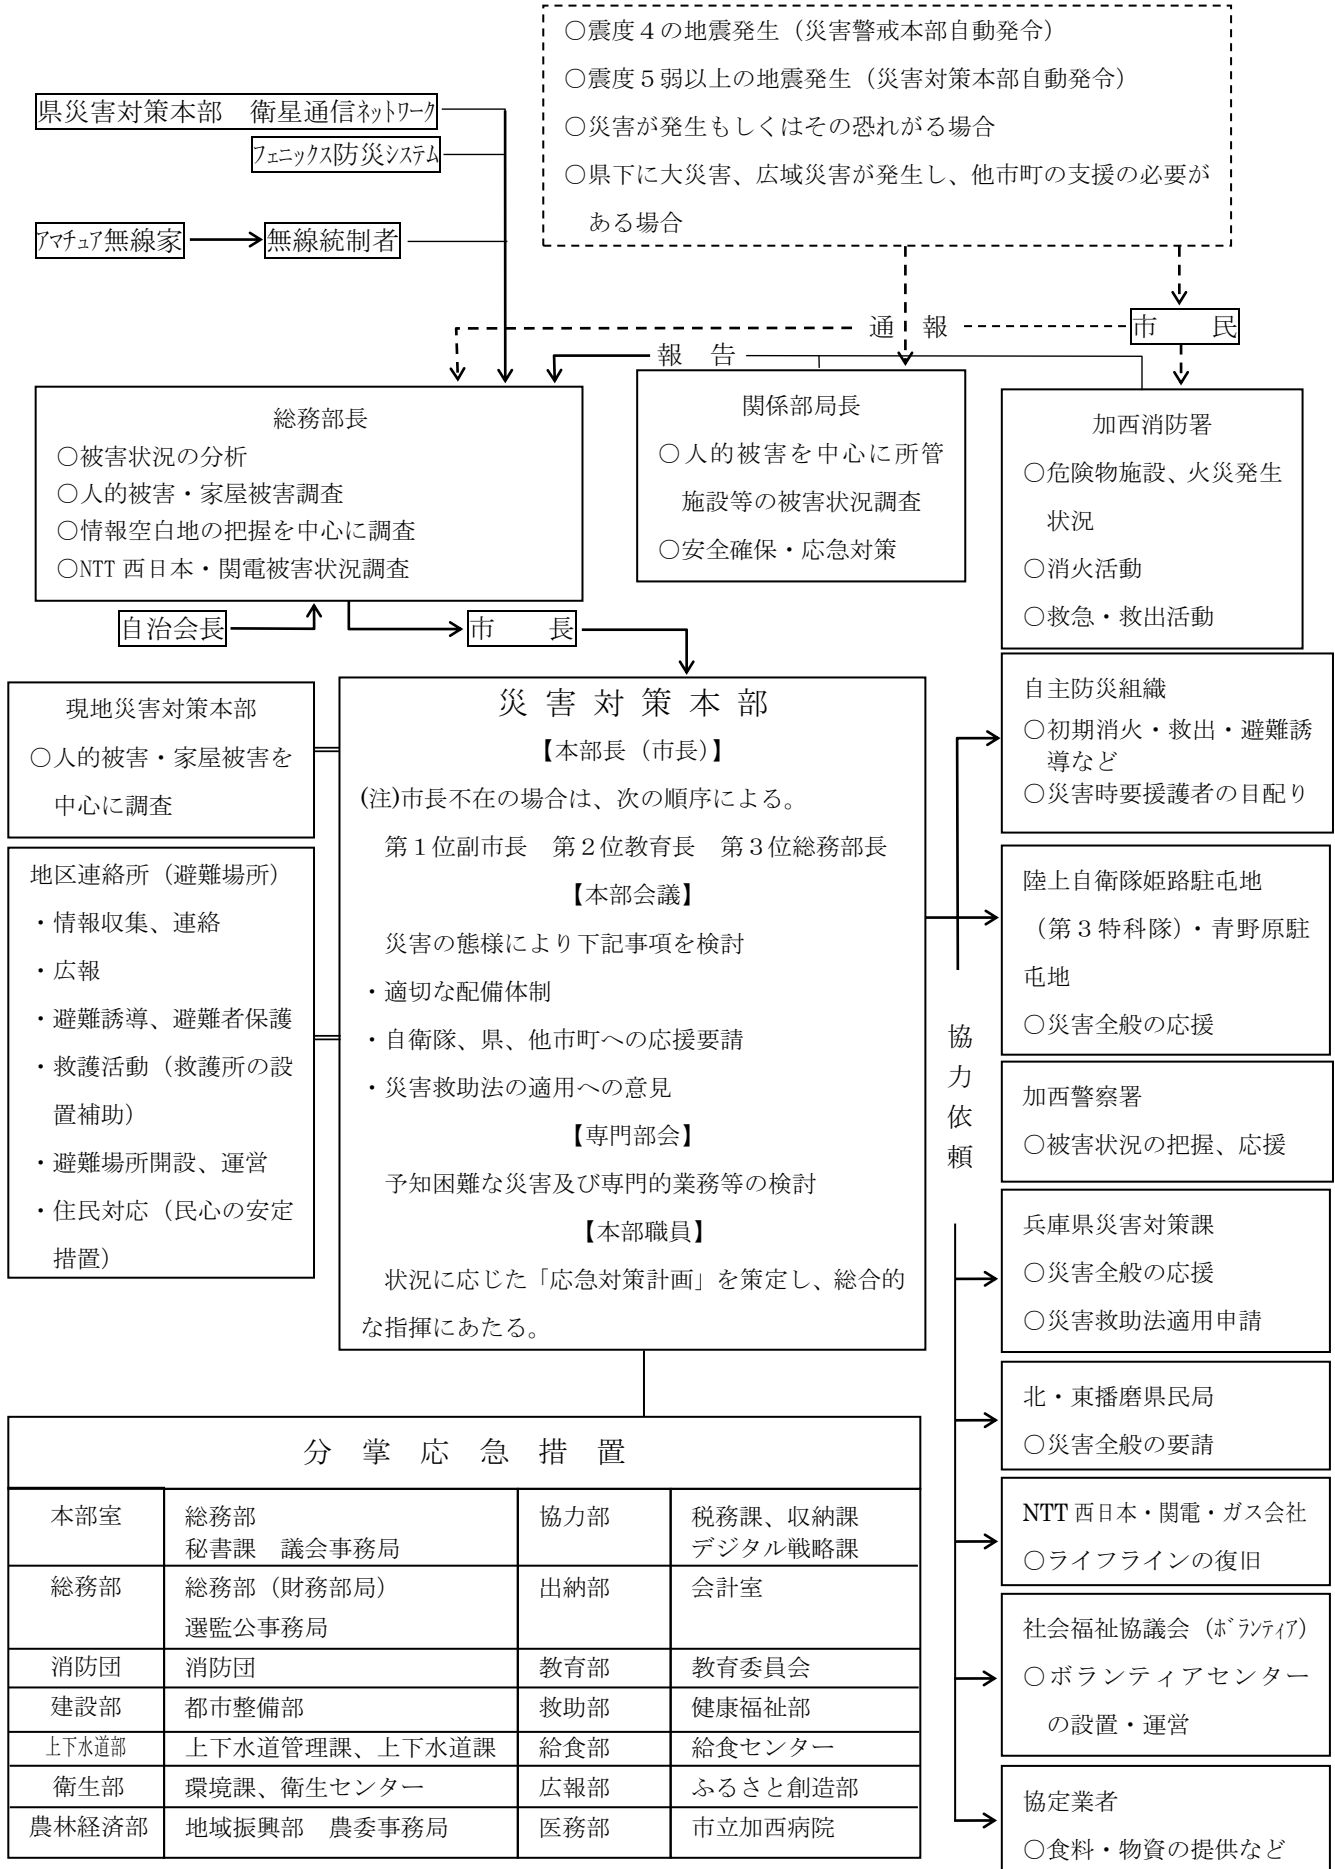 ○震度４の地震発生（災害警戒本部自動発令）
○震度５弱以上の地震発生（災害対策本部自動発令）
○災害が発生もしくはその恐れがる場合
○県下に大災害、広域災害が発生し、他市町の支援の必要が
ある場合
県災害対策本部　衛星通信ネットワーク
フェニックス防災システム
アマチュア無線家
無線統制者
通　報
市　　民
報　告
総務部長
○被害状況の分析
○人的被害・家屋被害調査
○情報空白地の把握を中心に調査
○NTT 西日本・関電被害状況調査
関係部局長
○人的被害を中心に所管
施設等の被害状況調査
○安全確保・応急対策
加西消防署
○危険物施設、火災発生
状況
○消火活動
○救急・救出活動
自治会長
市　　長
現地災害対策本部
○人的被害・家屋被害を
中心に調査
地区連絡所（避難場所）
・情報収集、連絡
・広報
・避難誘導、避難者保護
・救護活動（救護所の設
置補助）
・避難場所開設、運営
・住民対応（民心の安定
措置）
災 害 対 策 本 部
【本部長（市長）】
(注)市長不在の場合は、次の順序による。
第１位副市長　第２位教育長　第３位総務部長
【本部会議】
災害の態様により下記事項を検討
・適切な配備体制
・自衛隊、県、他市町への応援要請
・災害救助法の適用への意見
【専門部会】
予知困難な災害及び専門的業務等の検討
【本部職員】
状況に応じた「応急対策計画」を策定し、総合的
な指揮にあたる。
協力依頼
自主防災組織
○初期消火・救出・避難誘
導など
○災害時要援護者の目配り
陸上自衛隊姫路駐屯地
（第３特科隊）・青野原駐
屯地
○災害全般の応援
加西警察署
○被害状況の把握、応援
兵庫県災害対策課
○災害全般の応援
○災害救助法適用申請
北・東播磨県民局
○災害全般の要請
NTT 西日本・関電・ガス会社
○ライフラインの復旧
社会福祉協議会（ボランティア）
○ボランティアセンター
の設置・運営
協定業者
○食料・物資の提供など
分　掌　応　急　措　置
本部室　総務部　協力部　税務課、収納課
秘書課　議会事務局　デジタル戦略課
総務部　総務部（財務部局）　出納部　会計室
選監公事務局
消防団　消防団　教育部　教育委員会
建設部　都市整備部　救助部　健康福祉部
上下水道部　上下水道管理課、上下水道課　給食部　給食センター
衛生部　環境課、衛生センター　広報部　ふるさと創造部
農林経済部　地域振興部　農委事務局　医務部　市立加西病院